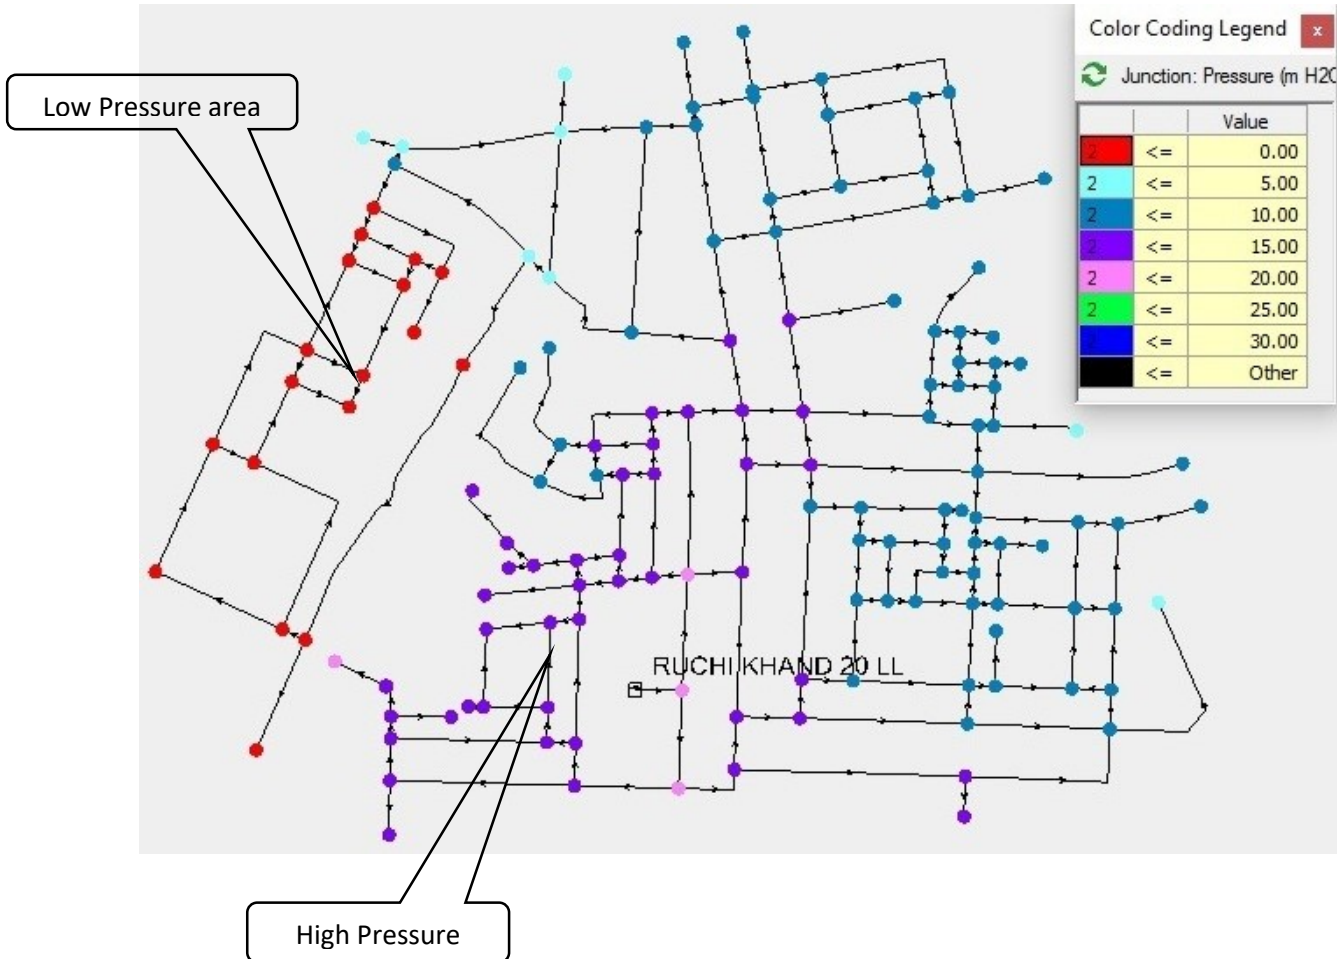 Color Coding Legend x
Junction: Pressure (m H2O
Low Pressure area
Value
2 <= 0.00
2 <= 5.00
2 <= 10.00
2 <= 15.00
2 <= 20.00
2 <= 25.00
2 <= 30.00
<= Other
RUCHI KHAND 20 LL
High Pressure